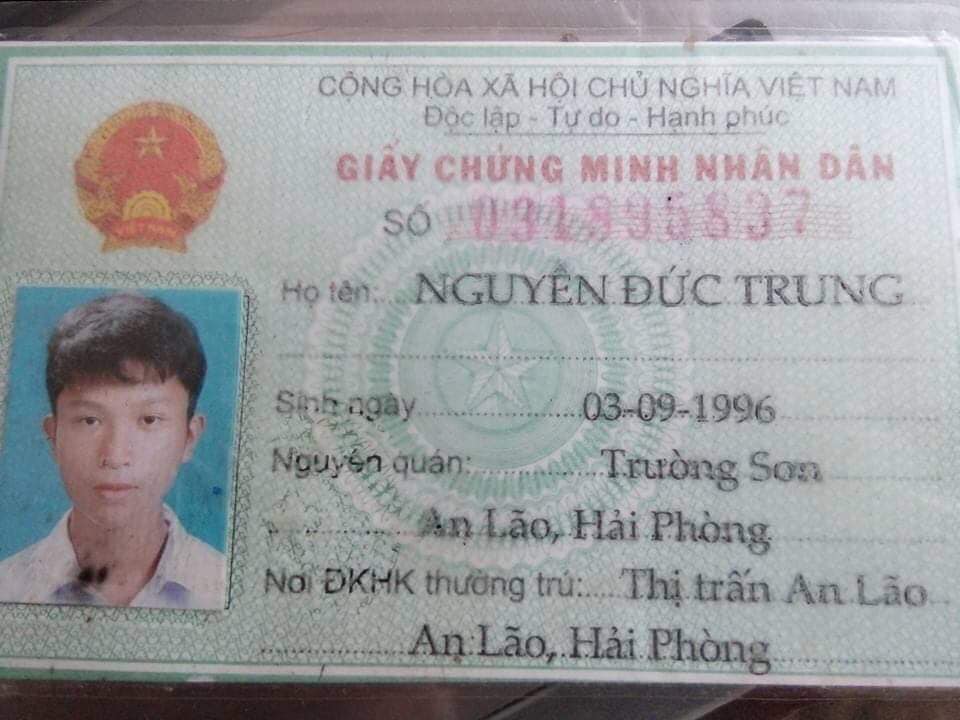 CỘNG HÒA XÃ HỘI CHỦ NGHĨA VIỆT NAM
Độc lập - Tự do - Hạnh phúc
GIẤY CHỨNG MINH NHÂN DÂN
SỐ 031895837
Họ tên: NGUYỄN ĐỨC TRUNG
Sinh ngày 03-09-1996
Nguyên quán: Trường Sơn
An Lão, Hải Phòng
Nơi ĐKHK thường trú: Thị trấn An Lão
An Lão, Hải Phòng